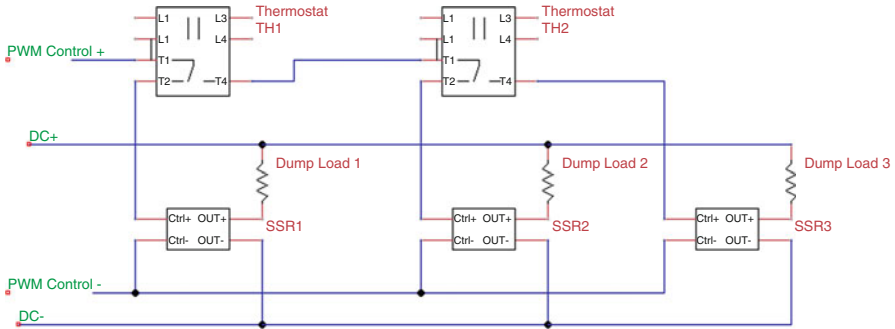 L1 L3 Thermostat
TH1
L1 L4
PWM Control + T1
T2 T4
L1 L3 Thermostat
TH2
L1 L4
T1
T2 T4
DC+
Dump Load 1
Dump Load 2
Dump Load 3
Ctrl+ OUT+
SSR1
Ctrl- OUT-
Ctrl+ OUT+
SSR2
Ctrl- OUT-
Ctrl+ OUT+
SSR3
Ctrl- OUT-
PWM Control -
DC-